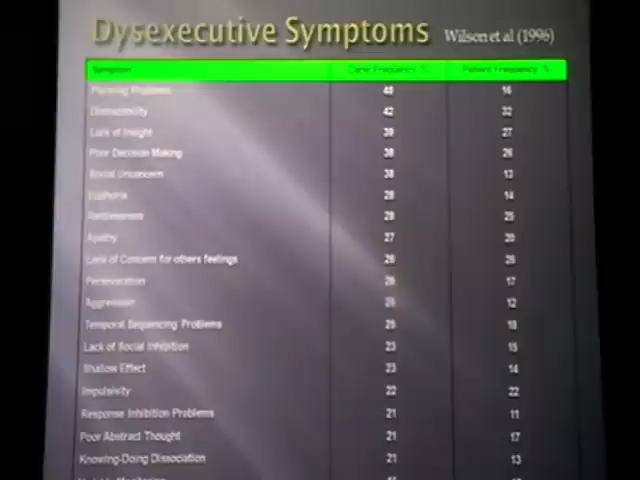 Dysexecutive Symptoms Wilson et al (1996)
Symptom Carer Frequency % Patient Frequency %
Planning Problems 48 16
Distractibility 42 32
Lack of Insight 39 27
Poor Decision Making 38 26
Social Unconcern 38 13
Euphoria 28 14
Restlessness 28 25
Apathy 27 20
Lack of Concern for others feelings 26 26
Perseveration 26 17
Aggression 25 12
Temporal Sequencing Problems 25 18
Lack of Social Inhibition 23 15
Shallow Effect 23 14
Impulsivity 22 22
Response Inhibition Problems 21 11
Poor Abstract Thought 21 17
Knowing-Doing Dissociation 21 13